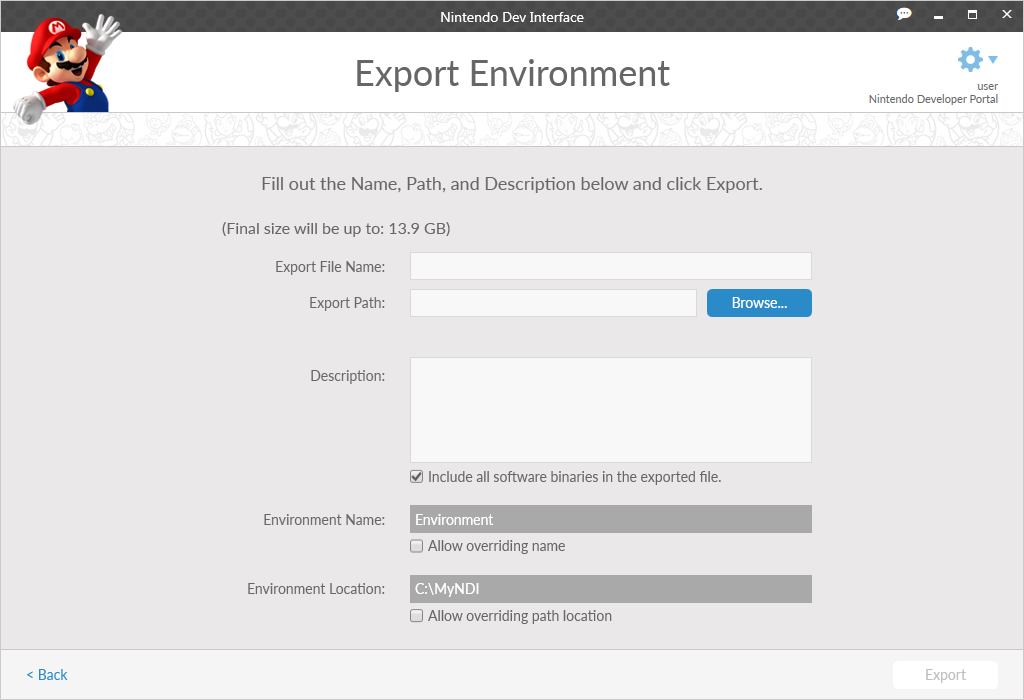 Nintendo Dev Interface
M
Export Environment
user
Nintendo Developer Portal
Fill out the Name, Path, and Description below and click Export.
(Final size will be up to: 13.9 GB)
Export File Name:
Export Path:
Browse...
Description:
Include all software binaries in the exported file.
Environment Name:
Environment
Allow overriding name
Environment Location:
C:\MyNDI
Allow overriding path location
< Back
Export